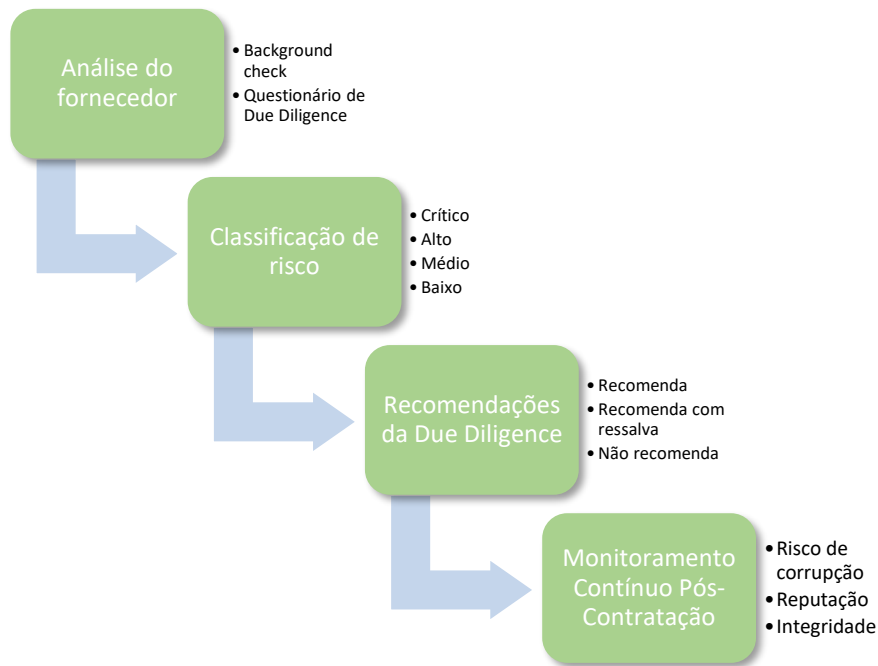 Análise do
fornecedor
• Background
check
• Questionário de
Due Diligence
Classificação de
risco
• Crítico
• Alto
• Médio
• Baixo
Recomendações
da Due Diligence
• Recomenda
• Recomenda com
ressalva
• Não recomenda
Monitoramento
Contínuo Pós-
Contratação
• Risco de
corrupção
• Reputação
• Integridade